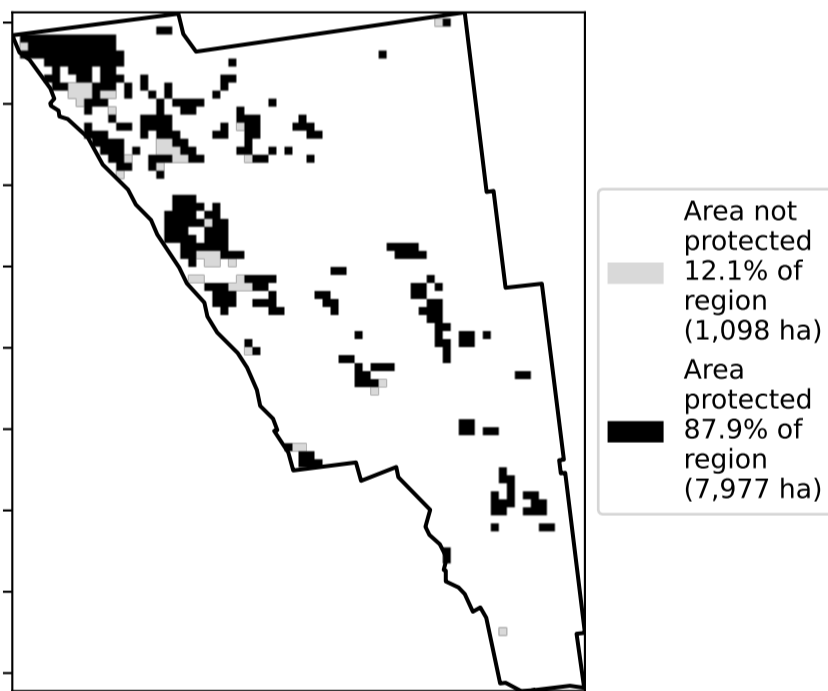 Area not
protected
12.1% of
region
(1,098 ha)
Area
protected
87.9% of
region
(7,977 ha)